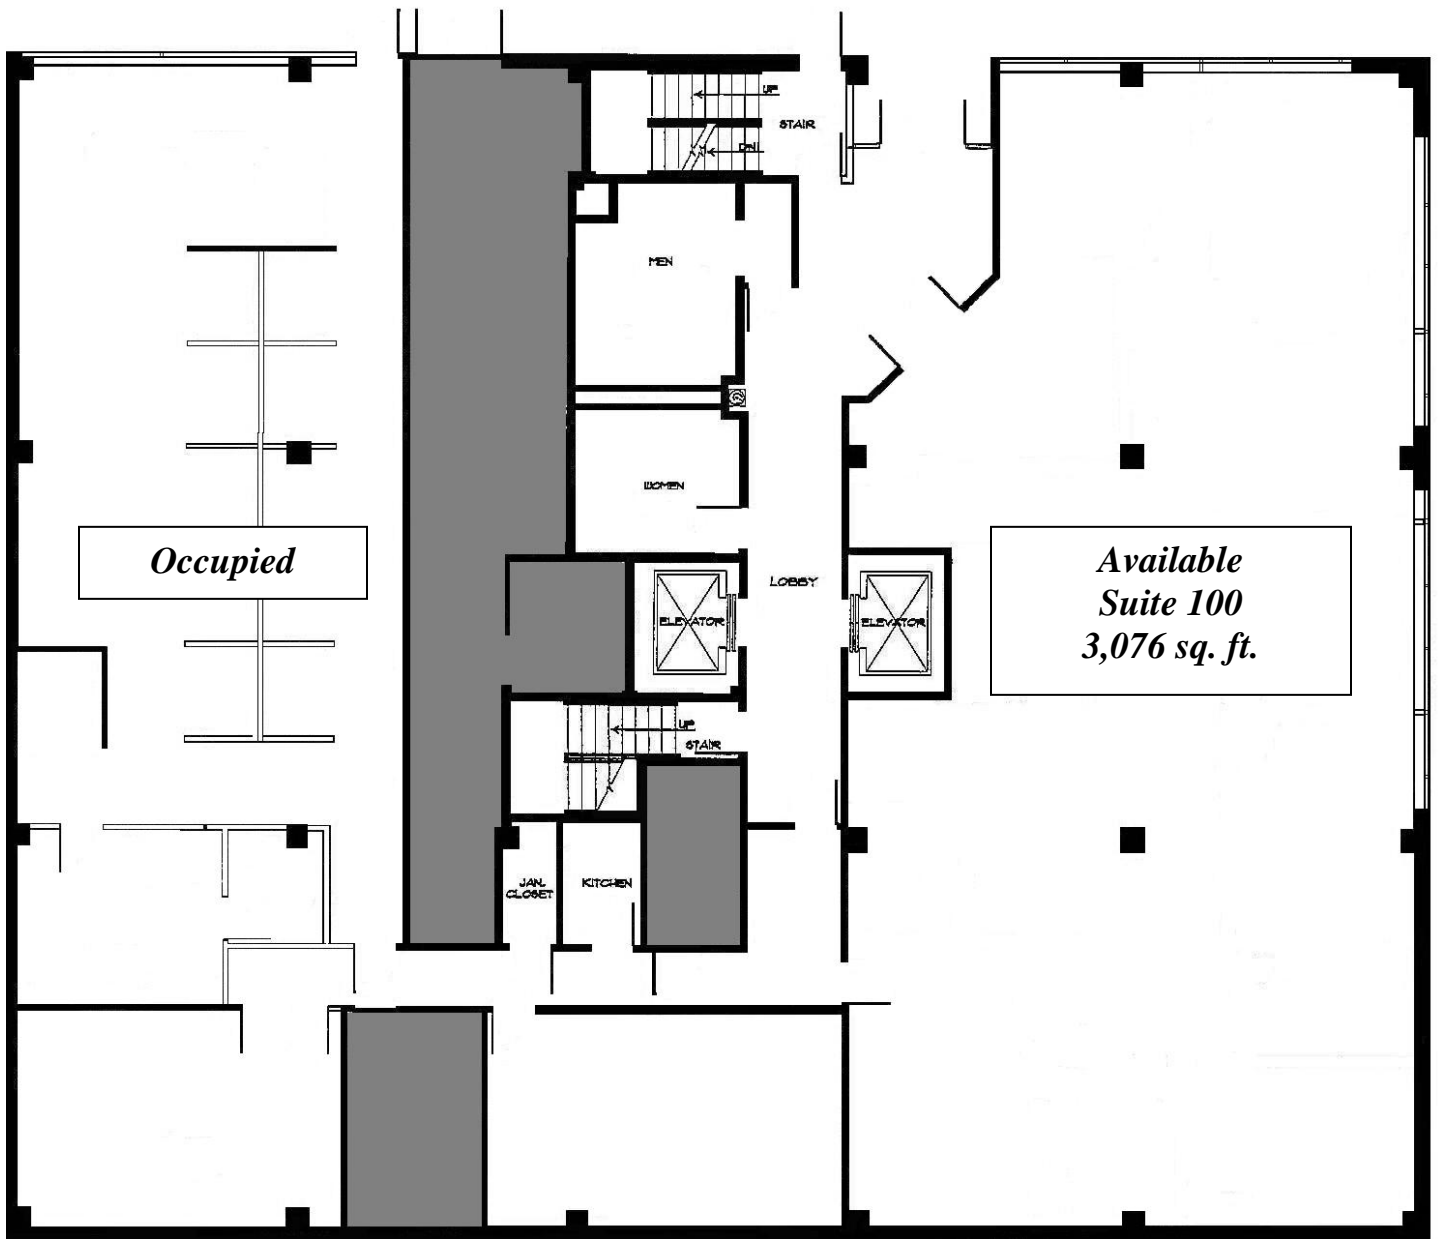 UP
STAIR
DN
MEN
WOMEN
Occupied
Available
Suite 100
3,076 sq. ft.
LOBBY
ELEVATOR
ELEVATOR
UP
STAIR
JAN.
CLOSET
KITCHEN